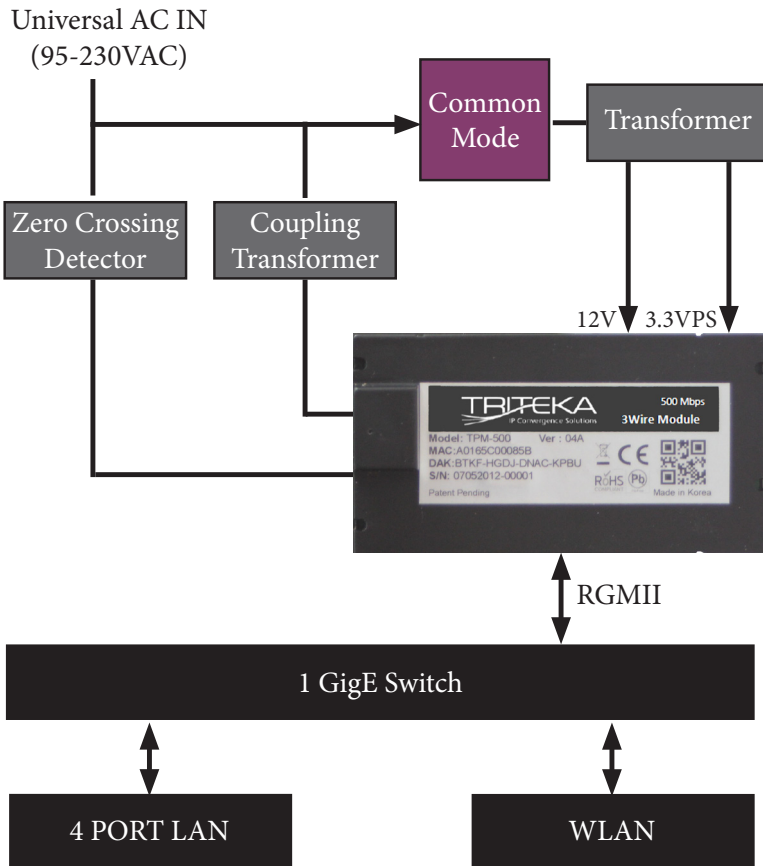 Universal AC IN
(95-230VAC)
Common
Mode
Transformer
Zero Crossing
Detector
Coupling
Transformer
12V
3.3VPS
TRITEKA
IP Convergence Solutions
500 Mbps
3Wire Module
Model: TPM-500 Ver : 04A
MAC:A0165C00085B
DAK:BTKF-HGDJ-DNAC-KPBU
S/N: 07052012-00001
Patent Pending
CE
RoHS
Pb
Made in Korea
RGMII
1 GigE Switch
4 PORT LAN
WLAN